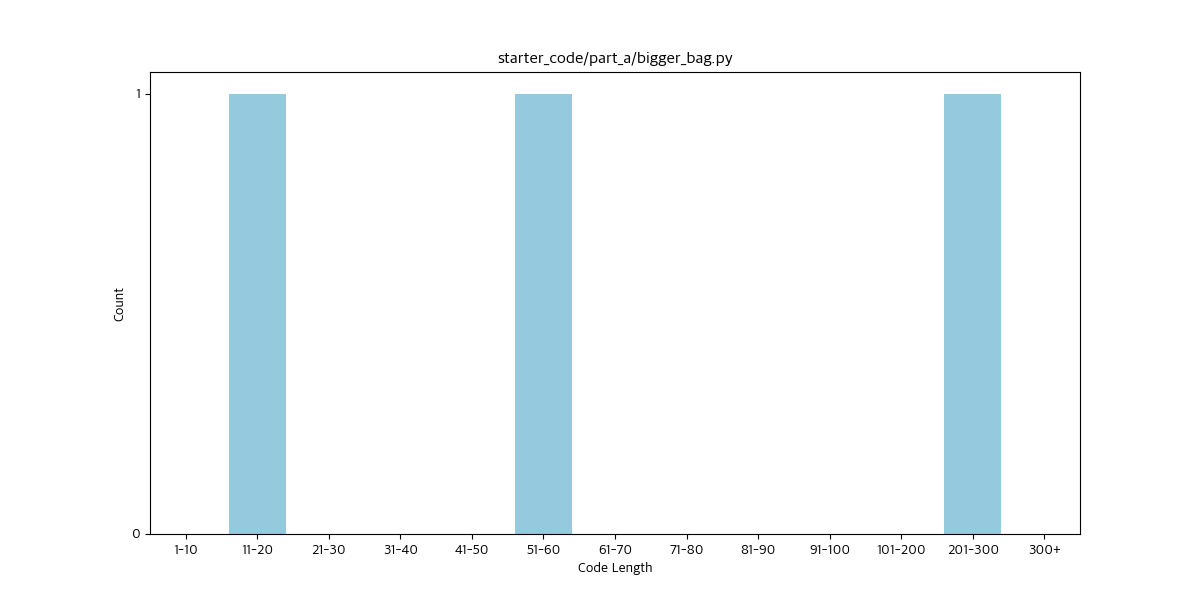 starter_code/part_a/bigger_bag.py
1
Count
0
1-10 11-20 21-30 31-40 41-50 51-60 61-70 71-80 81-90 91-100 101-200 201-300 300+
Code Length